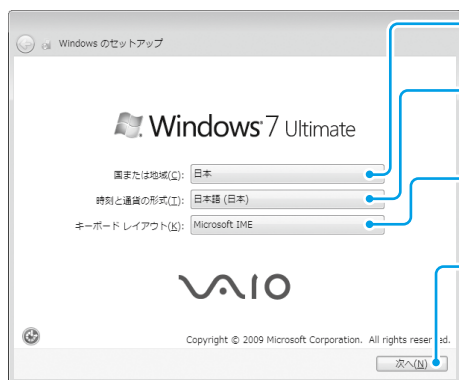 Windows のセットアップ
Windows 7 Ultimate
国または地域(C): 日本
時刻と通貨の形式(T): 日本語 (日本)
キーボード レイアウト(K): Microsoft IME
VAIO
Copyright © 2009 Microsoft Corporation. All rights reserved.
次へ(N)